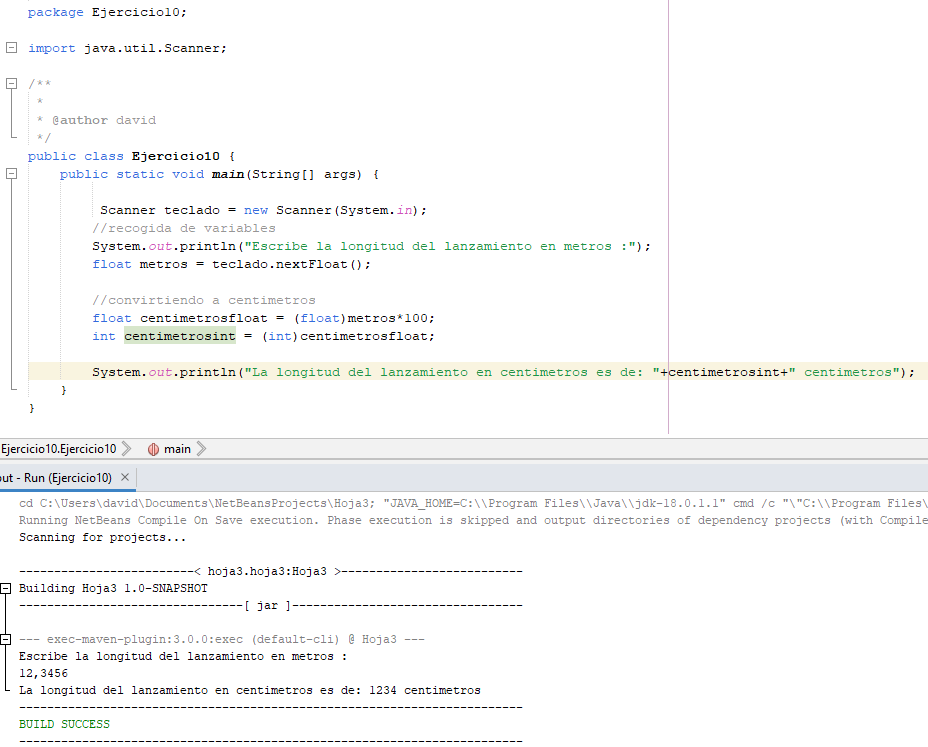 package Ejercicio10;
import java.util.Scanner;
/**
*
* @author david
*/
public class Ejercicio10 {
public static void main(String[] args) {
Scanner teclado = new Scanner(System.in);
//recogida de variables
System.out.println("Escribe la longitud del lanzamiento en metros :");
float metros = teclado.nextFloat();
//convirtiendo a centimetros
float centimetrosfloat = (float)metros*100;
int centimetrosint = (int)centimetrosfloat;
System.out.println("La longitud del lanzamiento en centimetros es de: "+centimetrosint+" centimetros");
}
}
Ejercicio10.Ejercicio10 main
out - Run (Ejercicio10) ×
cd C:\Users\david\Documents\NetBeansProjects\Hoja3; "JAVA_HOME=C:\\Program Files\\Java\\jdk-18.0.1.1" cmd /c "\"C:\\Program Files\
Running NetBeans Compile On Save execution. Phase execution is skipped and output directories of dependency projects (with Compile
Scanning for projects...
-------------------------< hoja3.hoja3:Hoja3 >--------------------------
Building Hoja3 1.0-SNAPSHOT
--------------------------------[ jar ]---------------------------------
--- exec-maven-plugin:3.0.0:exec (default-cli) @ Hoja3 ---
Escribe la longitud del lanzamiento en metros :
12,3456
La longitud del lanzamiento en centimetros es de: 1234 centimetros
------------------------------------------------------------------------
BUILD SUCCESS
------------------------------------------------------------------------